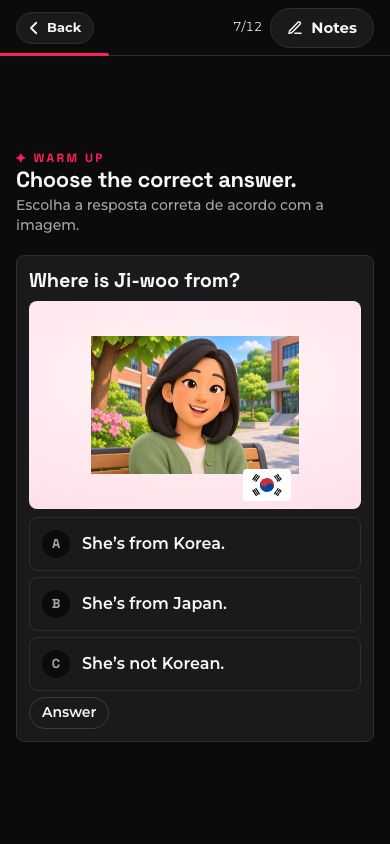 Back
7/12
Notes
WARM UP
Choose the correct answer.
Escolha a resposta correta de acordo com a
imagem.
Where is Ji-woo from?
A She's from Korea.
B She's from Japan.
C She's not Korean.
Answer